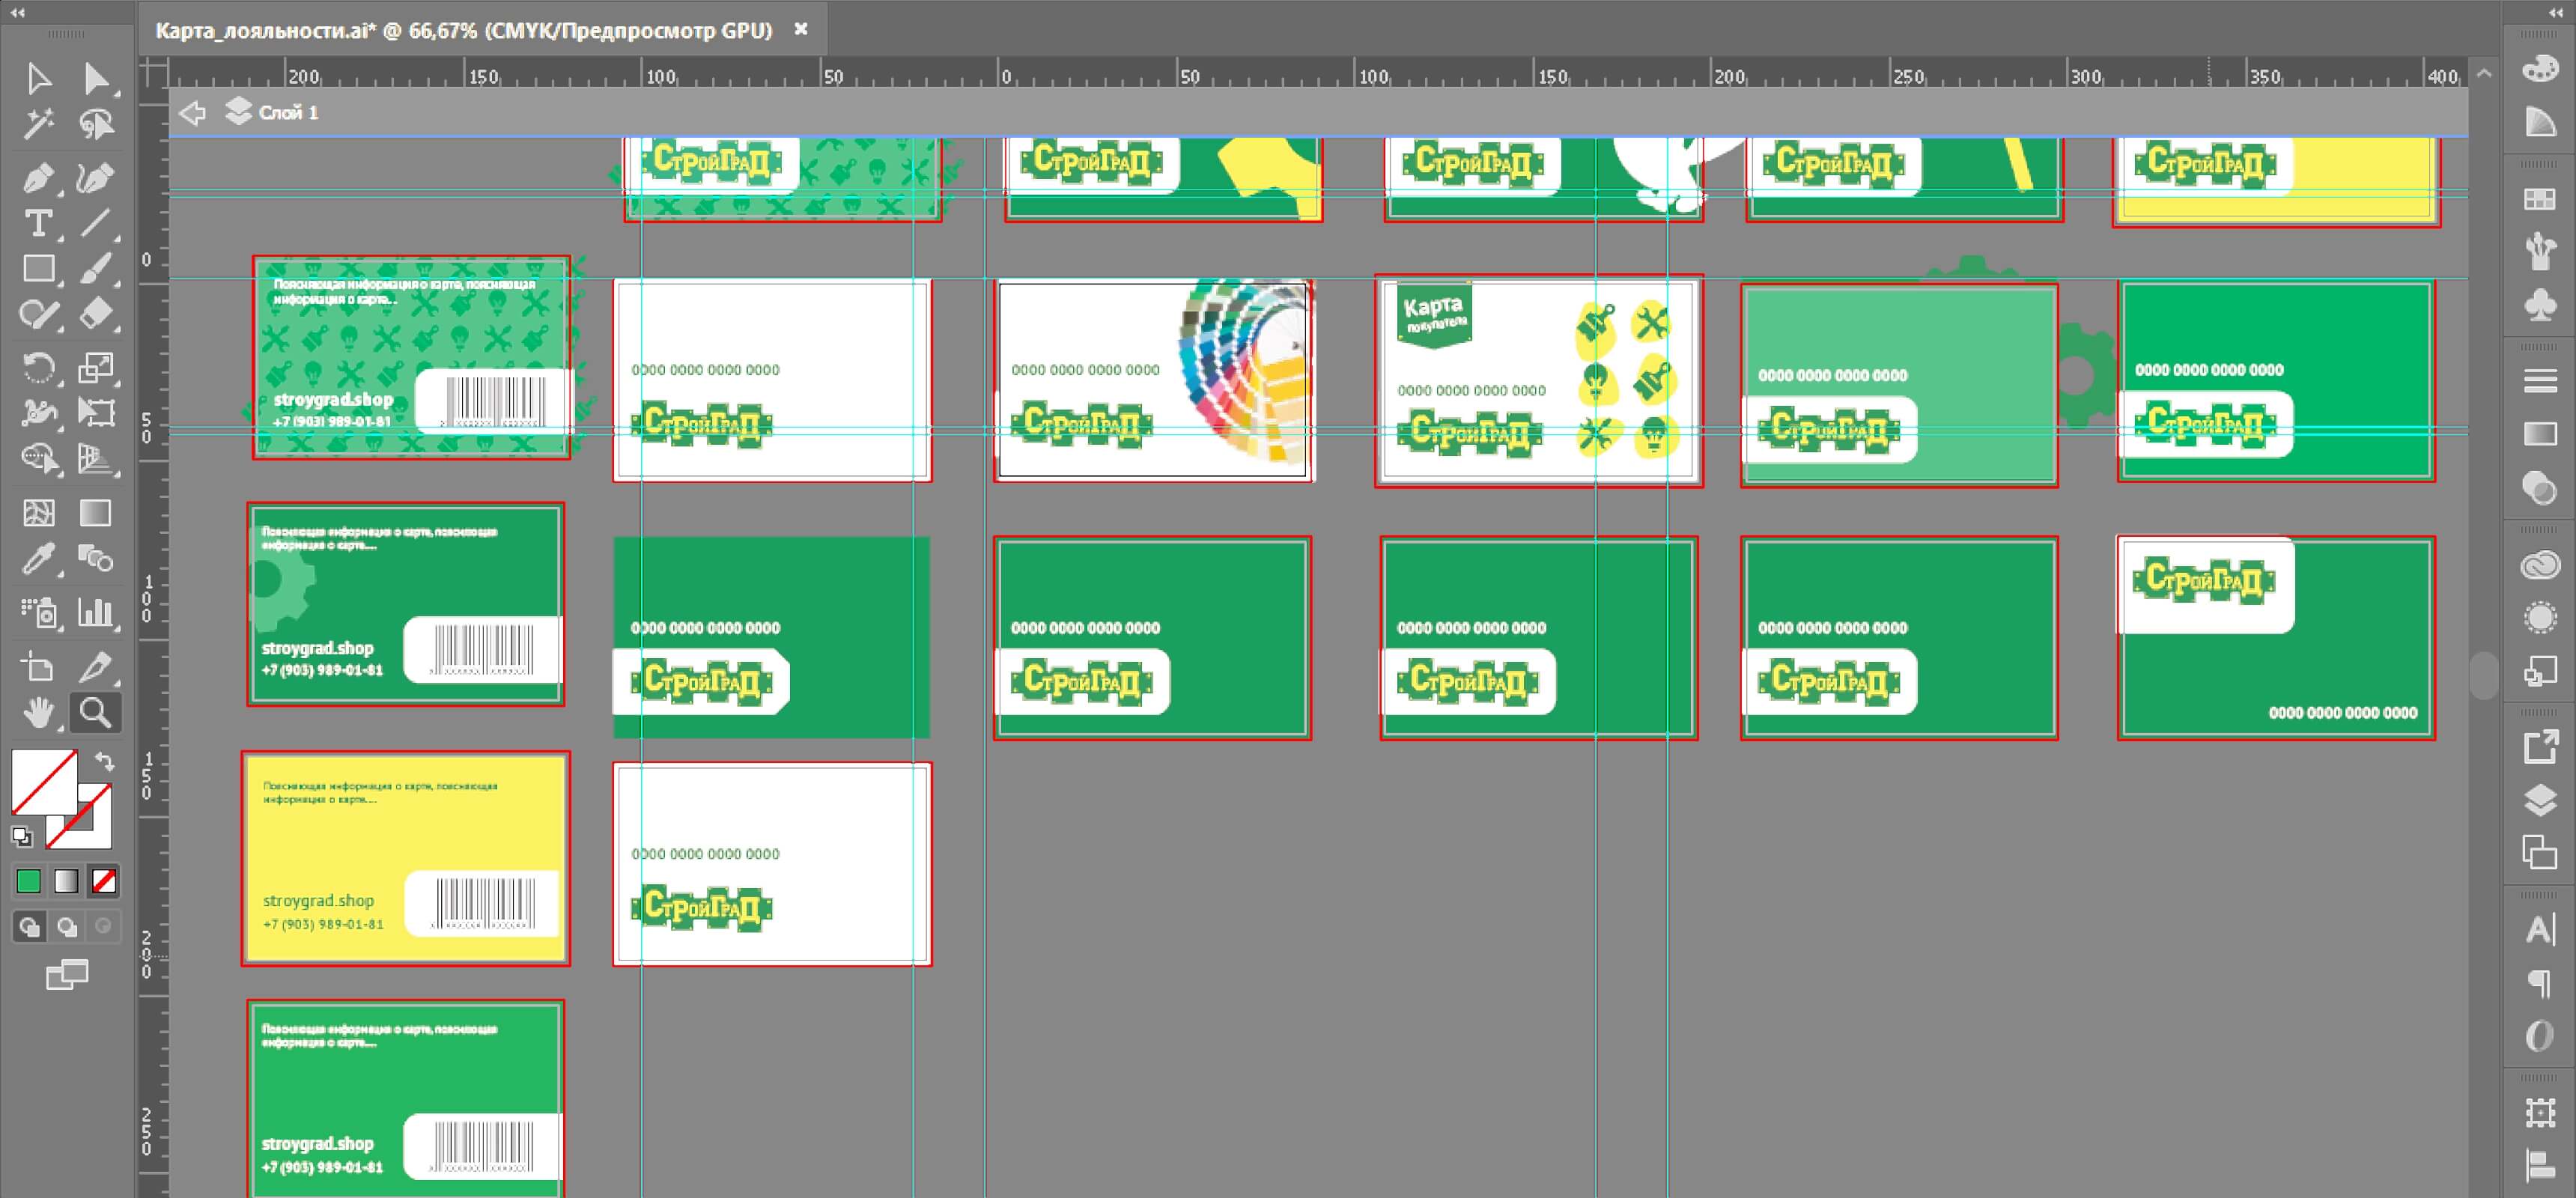 Карта_лояльности.ai* @ 66,67% (CMYK/Предпросмотр GPU) ×
200 150 100 50 0 50 100 150 200 250 300 350 400
Слой 1
СТРОЙГРАД СТРОЙГРАД СТРОЙГРАД СТРОЙГРАД СТРОЙГРАД
0
50
100
150
200
250
Поясняющая информация о карте, поясняющая
информация о карте...
stroygrad.shop
+7 (903) 989-01-81
0000 0000 0000 0000
СТРОЙГРАД
0000 0000 0000 0000
СТРОЙГРАД
Карта
покупателя
0000 0000 0000 0000
СТРОЙГРАД
0000 0000 0000 0000
СТРОЙГРАД
0000 0000 0000 0000
СТРОЙГРАД
Поясняющая информация о карте, поясняющая
информация о карте....
stroygrad.shop
+7 (903) 989-01-81
0000 0000 0000 0000
СТРОЙГРАД
0000 0000 0000 0000
СТРОЙГРАД
0000 0000 0000 0000
СТРОЙГРАД
0000 0000 0000 0000
СТРОЙГРАД
СТРОЙГРАД
0000 0000 0000 0000
Поясняющая информация о карте, поясняющая
информация о карте....
stroygrad.shop
+7 (903) 989-01-81
0000 0000 0000 0000
СТРОЙГРАД
Поясняющая информация о карте, поясняющая
информация о карте....
stroygrad.shop
+7 (903) 989-01-81